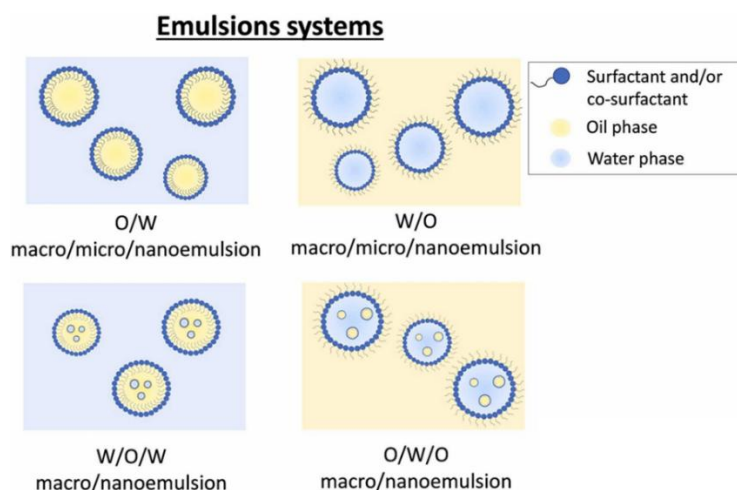 Emulsions systems
Surfactant and/or
co-surfactant
Oil phase
Water phase
O/W
macro/micro/nanoemulsion
W/O
macro/micro/nanoemulsion
W/O/W
macro/nanoemulsion
O/W/O
macro/nanoemulsion